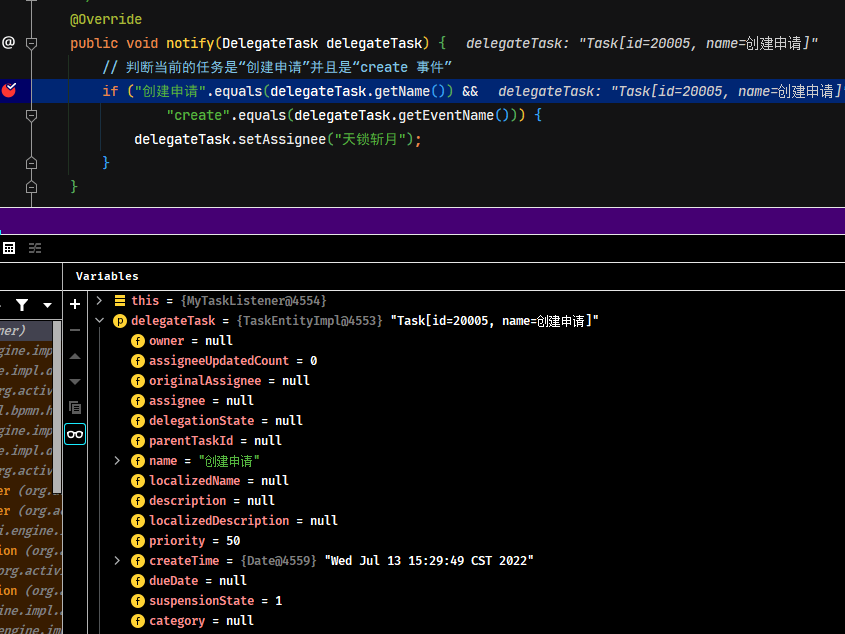 @Override
public void notify(DelegateTask delegateTask) { delegateTask: "Task[id=20005, name=创建申请]"
// 判断当前的任务是“创建申请”并且是“create 事件”
if ("创建申请".equals(delegateTask.getName()) && delegateTask: "Task[id=20005, name=创建申请]"
"create".equals(delegateTask.getEventName())) {
delegateTask.setAssignee("天锁斩月");
}
}
Variables
this = {MyTaskListener@4554}
p delegateTask = {TaskEntityImpl@4553} "Task[id=20005, name=创建申请]"
ner) f owner = null
gine.imp f assigneeUpdatedCount = 0
e.impl.d f originalAssignee = null
rg.activ f assignee = null
l.bpmn.h f delegationState = null
gine.imp f parentTaskId = null
e.impl.d f name = "创建申请"
rg.activ f localizedName = null
er (org. f description = null
er (org.a f localizedDescription = null
i.engine. f priority = 50
ion (org. f createTime = {Date@4559} "Wed Jul 13 15:29:49 CST 2022"
org.activ f dueDate = null
ion (org. f suspensionState = 1
ine.impl. f category = null
engine.im